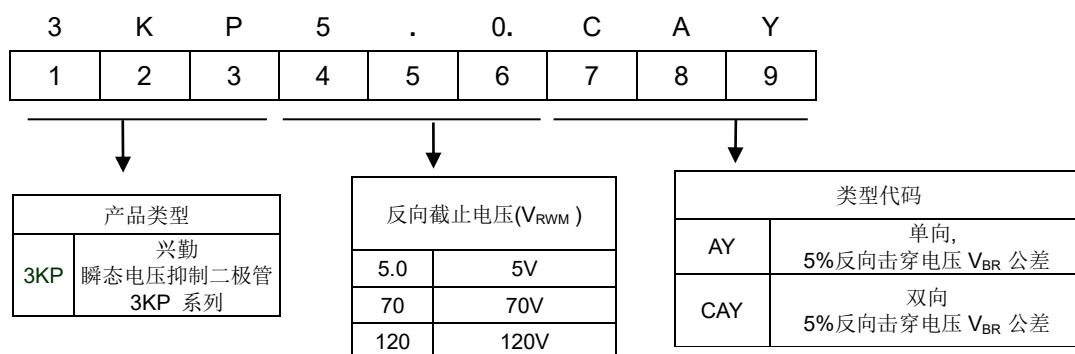 3 K P 5 . 0. C A Y
1 2 3 4 5 6 7 8 9
产品类型
3KP 兴勤
瞬态电压抑制二极管
3KP 系列
反向截止电压(VRWM )
5.0 5V
70 70V
120 120V
类型代码
AY 单向,
5%反向击穿电压 VBR 公差
CAY 双向
5%反向击穿电压 VBR 公差